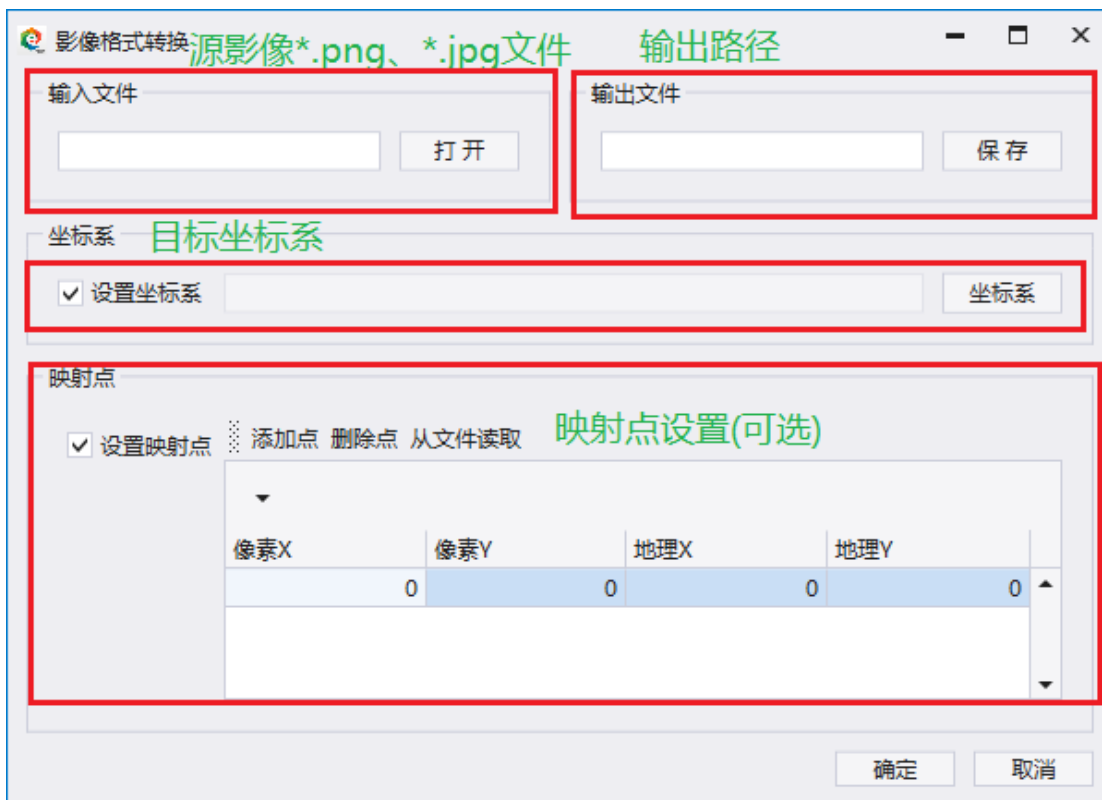 影像格式转换
源影像*.png、*.jpg文件
输出路径
输入文件
输出文件
打 开
保 存
坐标系
目标坐标系
设置坐标系
坐标系
映射点
设置映射点
添加点 删除点 从文件读取
映射点设置(可选)
像素X 像素Y 地理X 地理Y
0 0 0 0
确定
取消